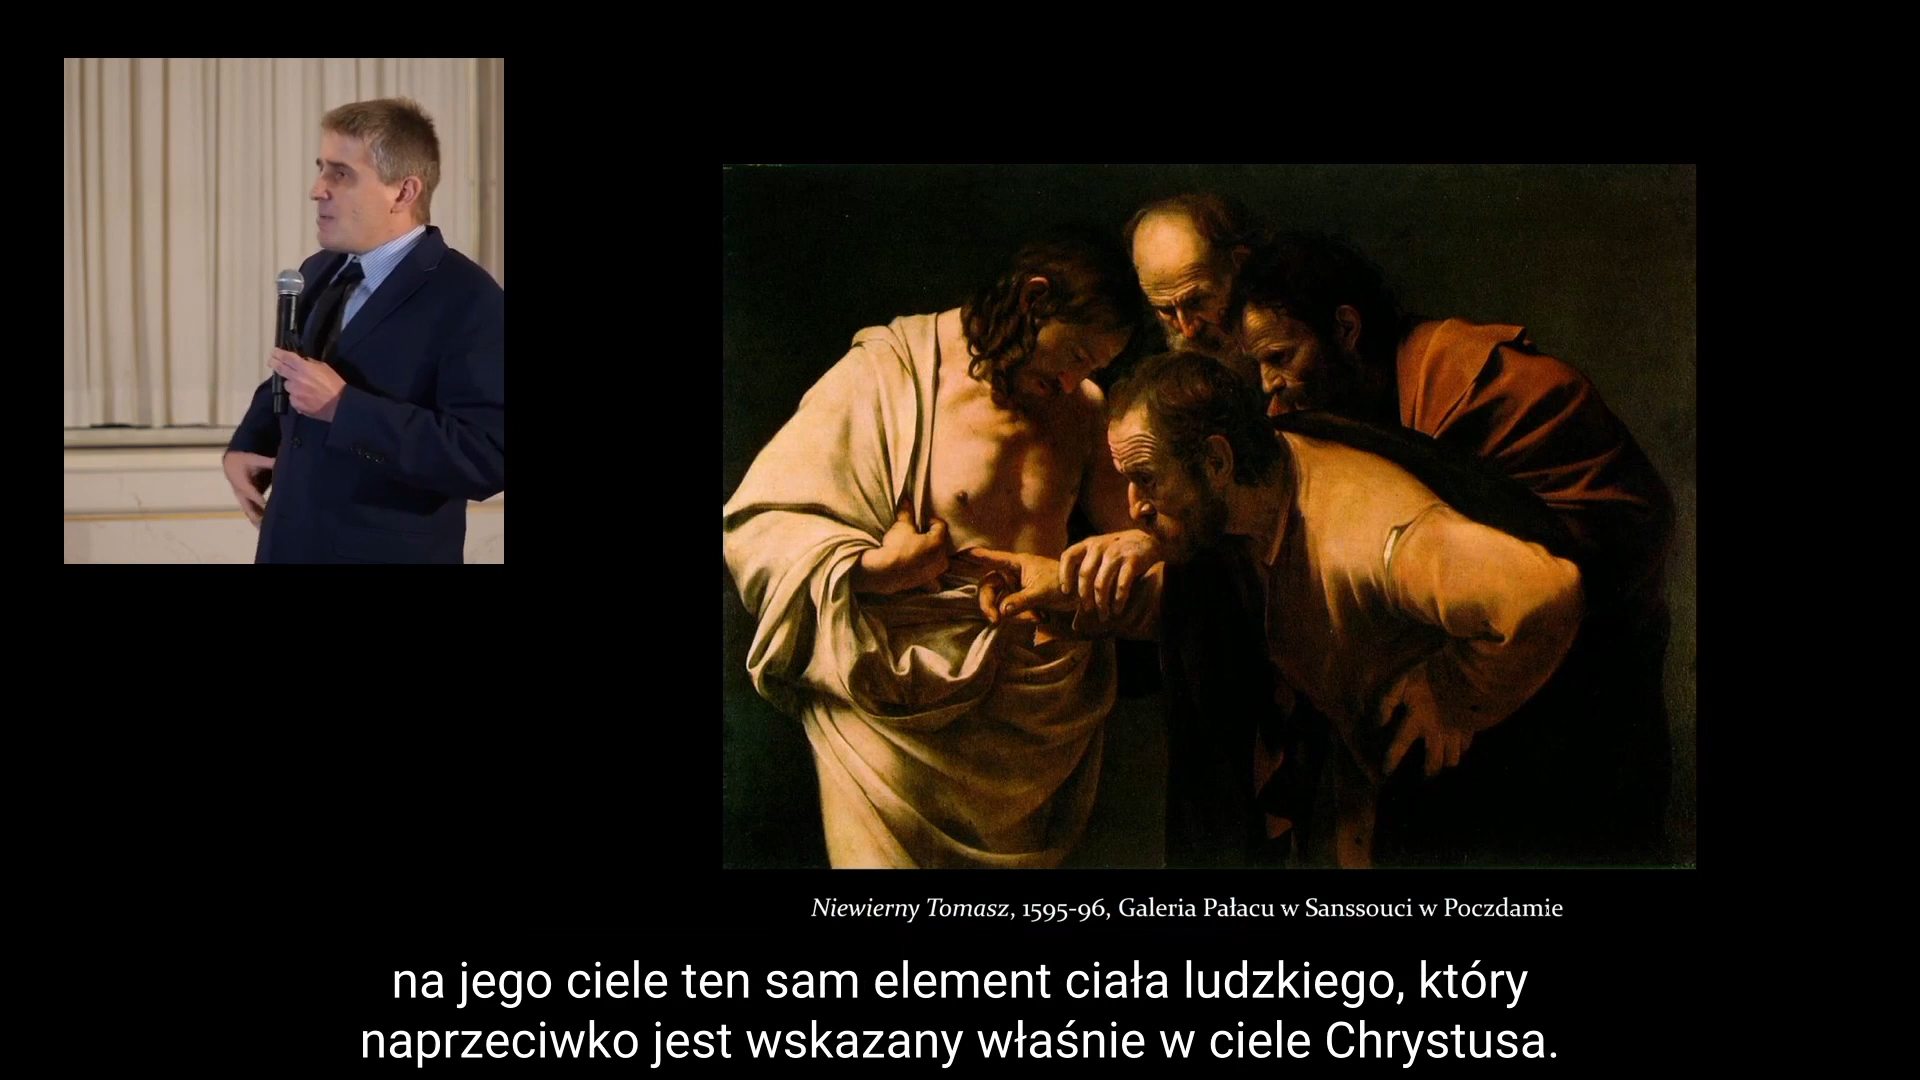 Niewierny Tomasz, 1595-96, Galeria Pałacu w Sanssouci w Poczdamie
na jego ciele ten sam element ciała ludzkiego, który
naprzeciwko jest wskazany właśnie w ciele Chrystusa.